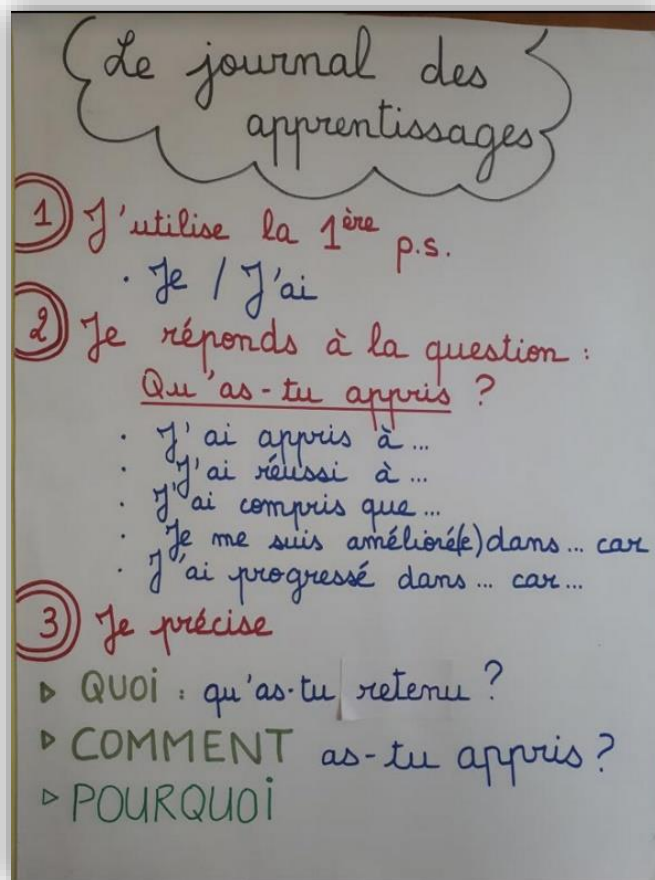 Le journal des
apprentissages
1 J'utilise la 1ère p.s.
· Je / J'ai
2 Je réponds à la question :
Qu'as-tu appris ?
· J'ai appris à ...
· J'ai réussi à ...
· J'ai compris que ...
· Je me suis amélioré(e) dans ... car
· J'ai progressé dans ... car ...
3 Je précise
▷ QUOi : qu'as-tu retenu ?
▷ COMMENT as-tu appris ?
▷ POURQUOi